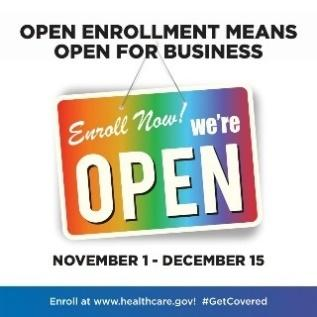 OPEN ENROLLMENT MEANS
OPEN FOR BUSINESS
Enroll Now! we're
OPEN
NOVEMBER 1 - DECEMBER 15
Enroll at www.healthcare.gov! #GetCovered